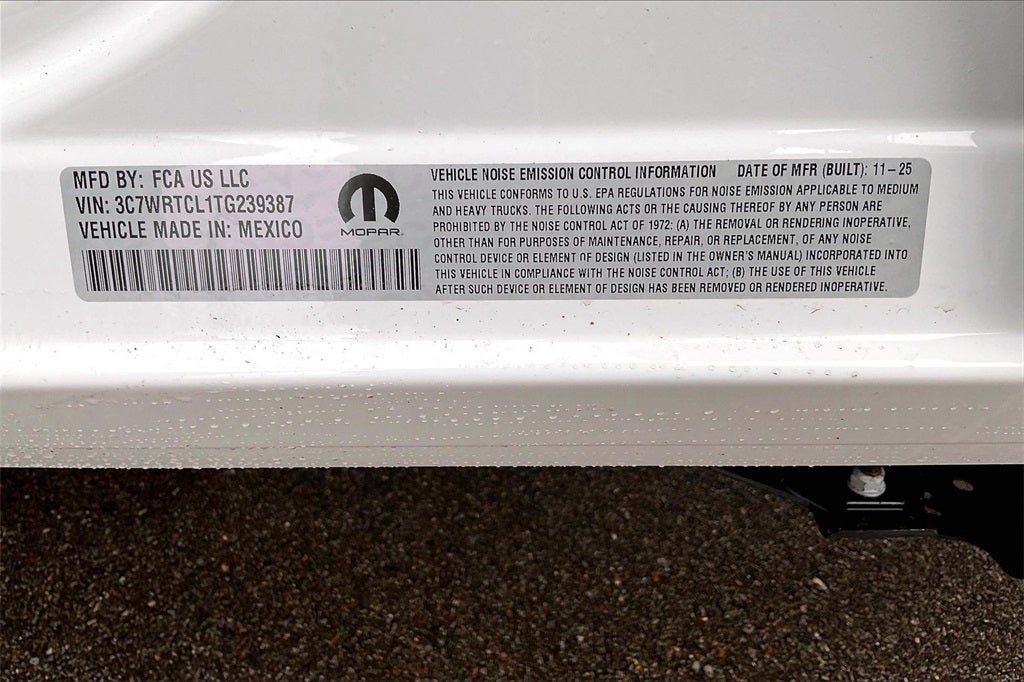 MFD BY: FCA US LLC
VIN: 3C7WRTCL1TG239387
VEHICLE MADE IN: MEXICO
MOPAR®
VEHICLE NOISE EMISSION CONTROL INFORMATION DATE OF MFR (BUILT): 11-25
THIS VEHICLE CONFORMS TO U.S. EPA REGULATIONS FOR NOISE EMISSION APPLICABLE TO MEDIUM
AND HEAVY TRUCKS. THE FOLLOWING ACTS OR THE CAUSING THEREOF BY ANY PERSON ARE
PROHIBITED BY THE NOISE CONTROL ACT OF 1972: (A) THE REMOVAL OR RENDERING INOPERATIVE,
OTHER THAN FOR PURPOSES OF MAINTENANCE, REPAIR, OR REPLACEMENT, OF ANY NOISE
CONTROL DEVICE OR ELEMENT OF DESIGN (LISTED IN THE OWNER'S MANUAL) INCORPORATED INTO
THIS VEHICLE IN COMPLIANCE WITH THE NOISE CONTROL ACT; (B) THE USE OF THIS VEHICLE
AFTER SUCH DEVICE OR ELEMENT OF DESIGN HAS BEEN REMOVED OR RENDERED INOPERATIVE.